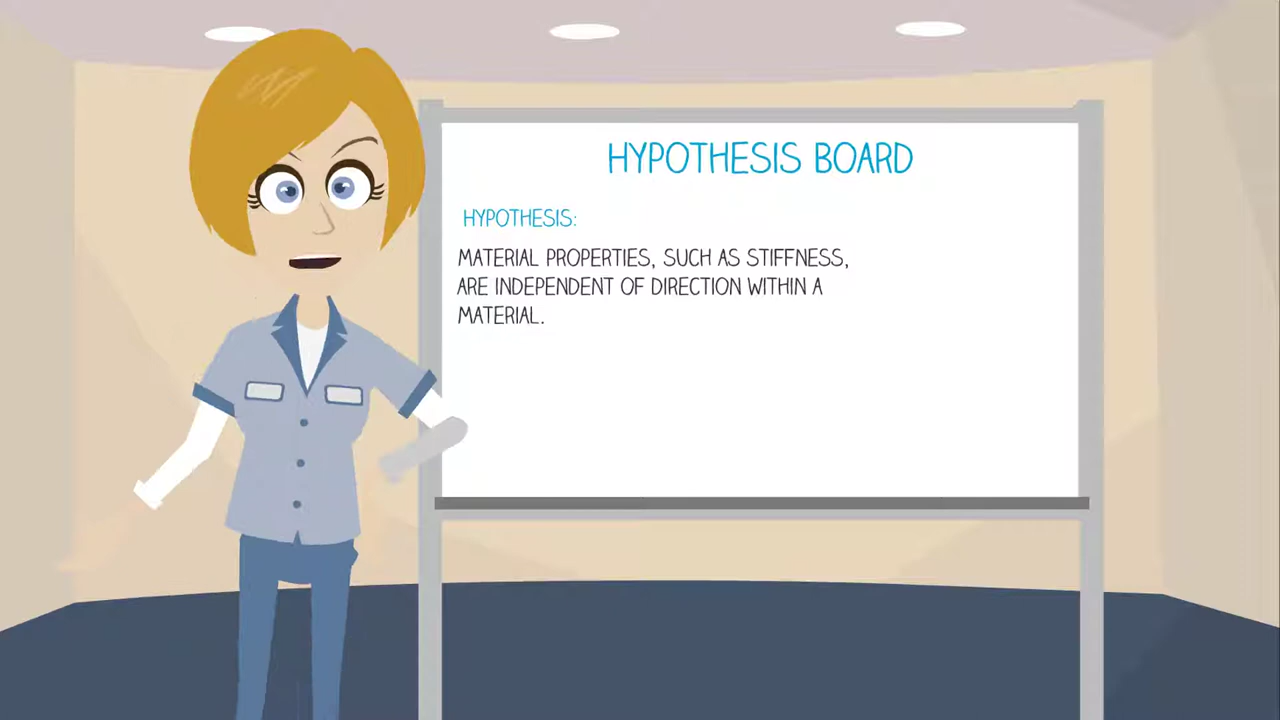 HYPOTHESIS BOARD
HYPOTHESIS:
MATERIAL PROPERTIES, SUCH AS STIFFNESS,
ARE INDEPENDENT OF DIRECTION WITHIN A
MATERIAL.